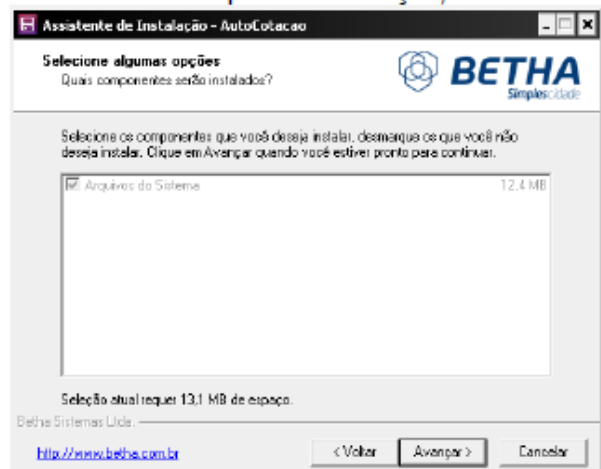 Assistente de Instalação - AutoCotacao
Selecione algumas opções
Quais componentes serão instalados?
BETHA
Simplescidade
Selecione os componentes que você deseja instalar, desmarque os que você não
deseja instalar. Clique em Avançar quando você estiver pronto para continuar.
Arquivos do Sistema 12,4 MB
Seleção atual requer 13,1 MB de espaço.
Betha Sistemas Ltda.
http://www.betha.com.br
< Voltar Avançar > Cancelar